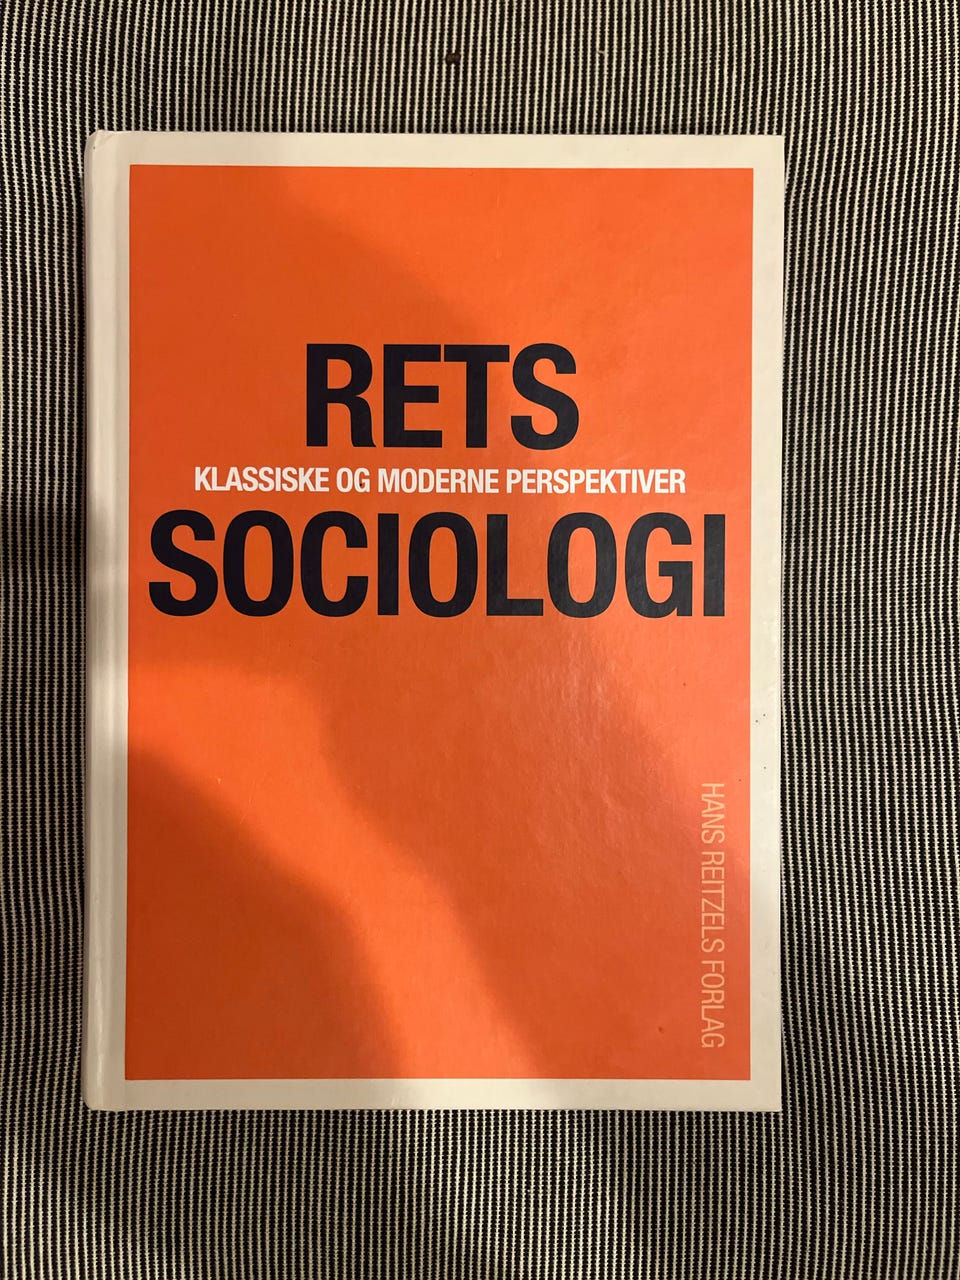 RETS
KLASSISKE OG MODERNE PERSPEKTIVER
SOCIOLOGI
HANS REITZELS FORLAG